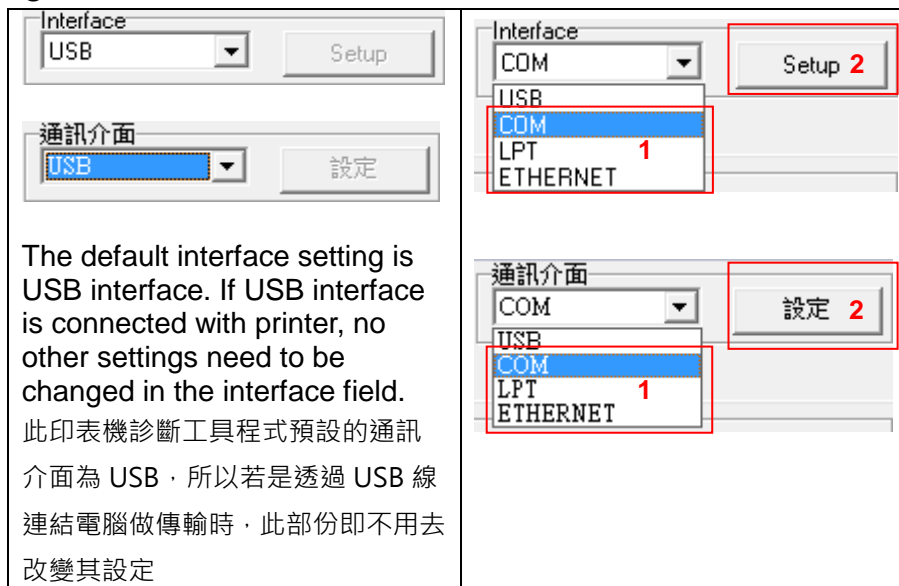 Interface
USB
Setup
通訊介面
USB
設定
The default interface setting is
USB interface. If USB interface
is connected with printer, no
other settings need to be
changed in the interface field.
此印表機診斷工具程式預設的通訊
介面為 USB，所以若是透過 USB 線
連結電腦做傳輸時，此部份即不用去
改變其設定
Interface
COM
Setup 2
USB
COM
LPT 1
ETHERNET
通訊介面
COM
設定 2
USB
COM
LPT 1
ETHERNET